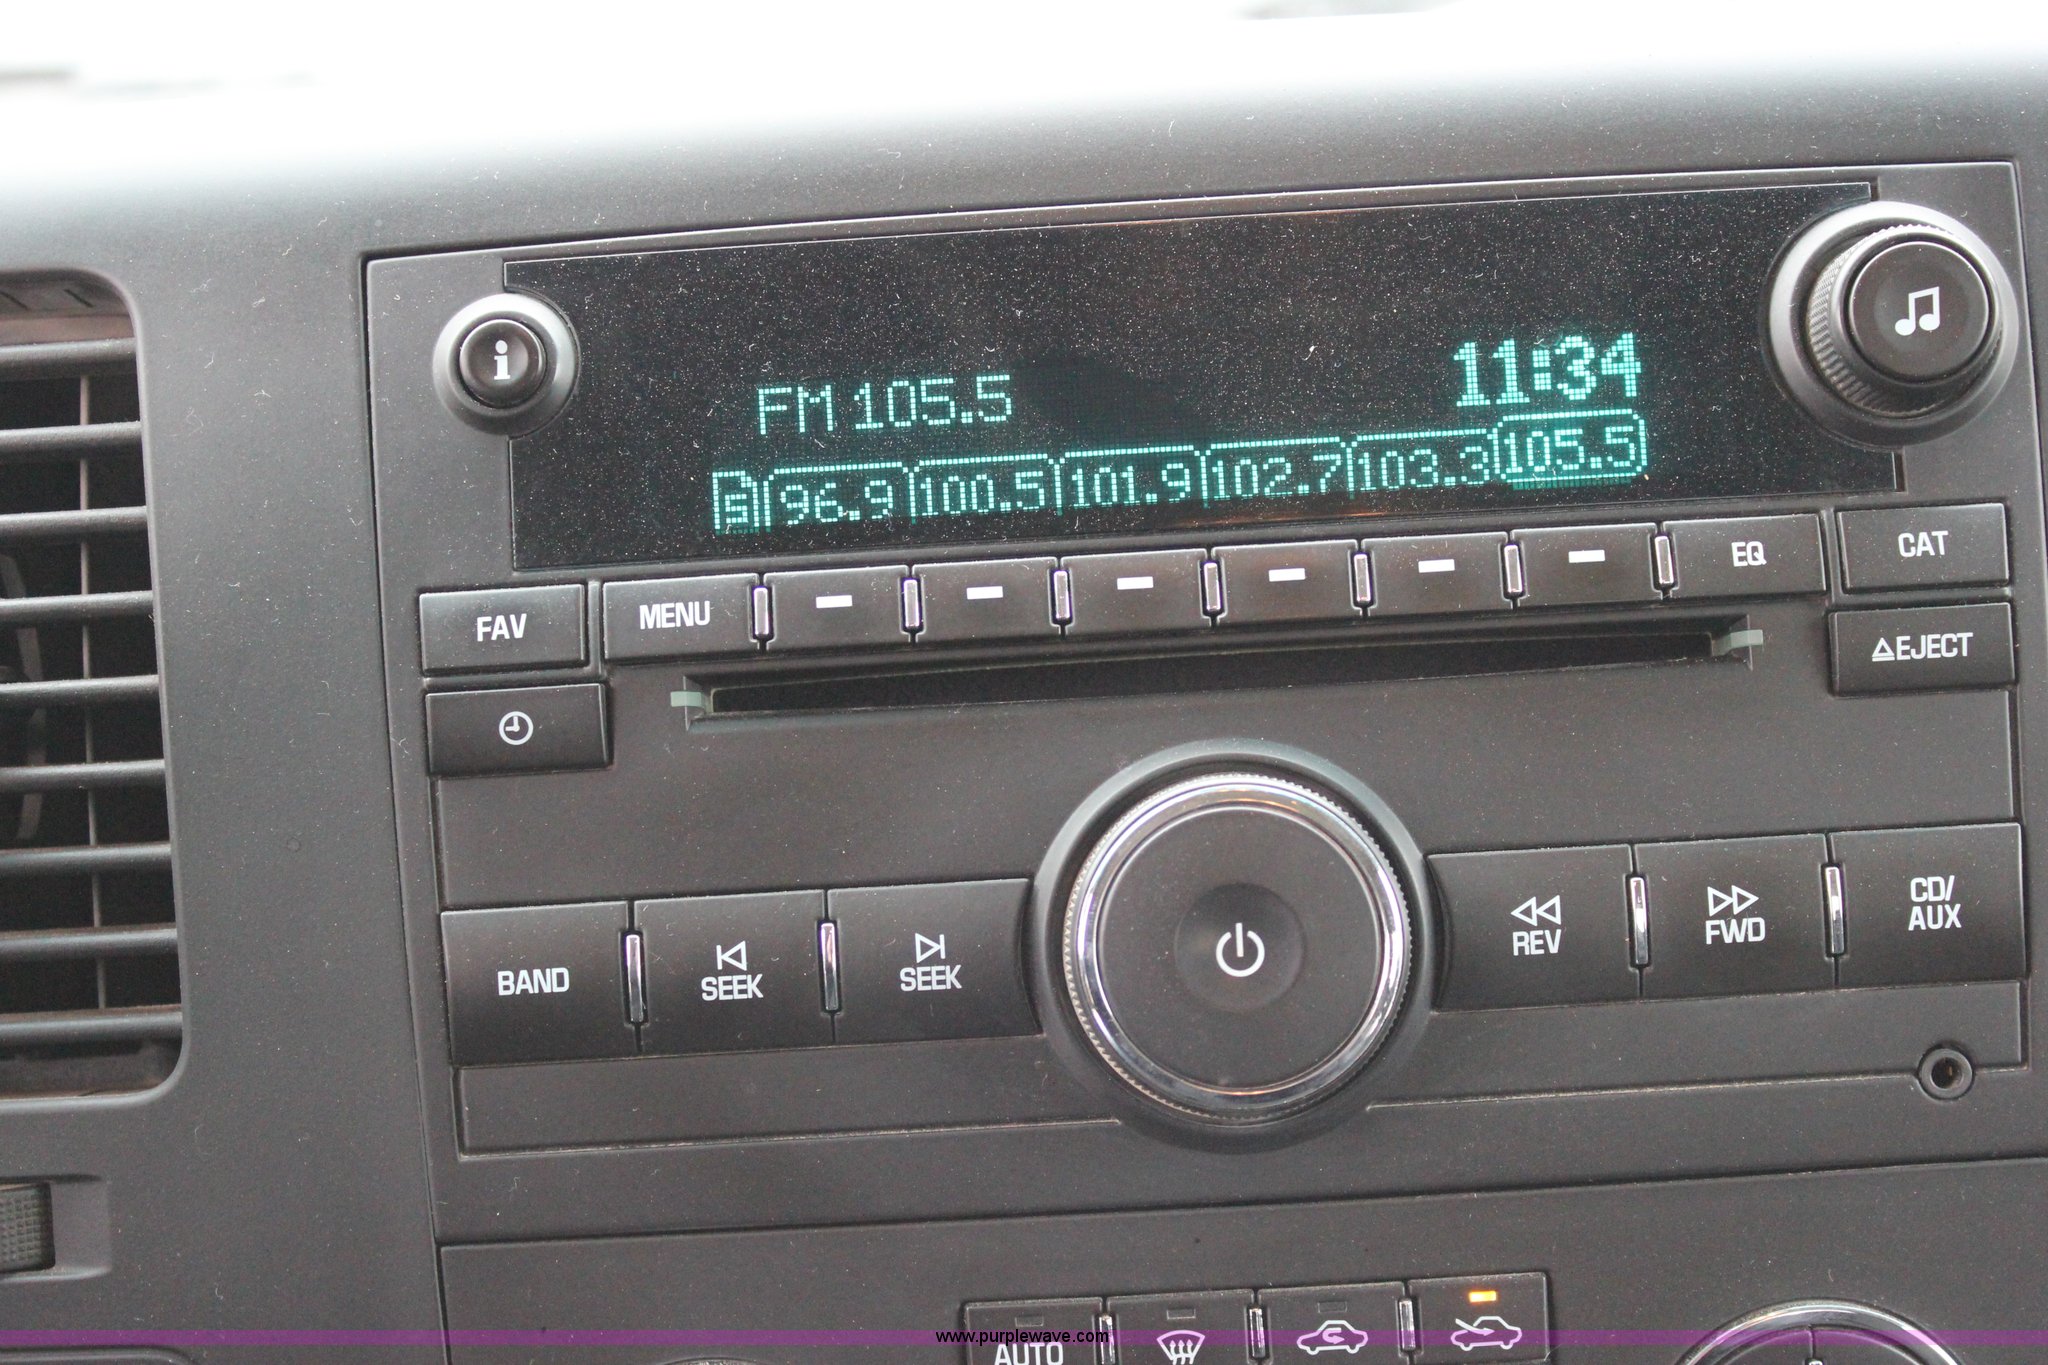 11:34
FM 105.5
96.9 100.5 101.9 102.7 103.3 105.5
FAV MENU EQ CAT
EJECT
BAND SEEK SEEK REV FWD CD/
AUX
AUTO
www.purplewave.com